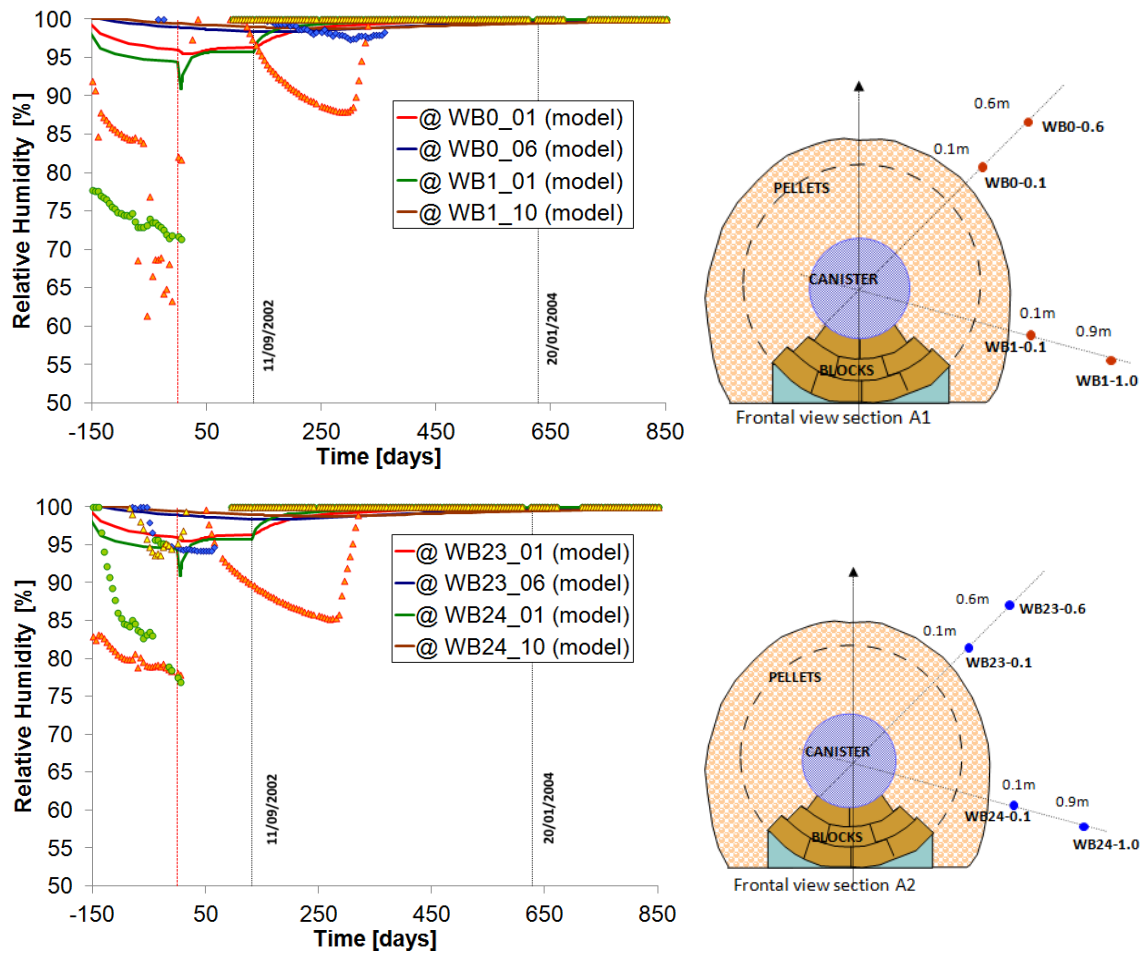 100
95
90
85
80
75
70
65
60
55
50
Relative Humidity [%]
-150
50
250
450
650
850
Time [days]
11/09/2002
20/01/2004
@ WB0_01 (model)
@ WB0_06 (model)
@ WB1_01 (model)
@ WB1_10 (model)
0.6m
WB0-0.6
0.1m
WB0-0.1
PELLETS
CANISTER
0.1m
0.9m
WB1-0.1
BLOCKS
WB1-1.0
Frontal view section A1
100
95
90
85
80
75
70
65
60
55
50
Relative Humidity [%]
-150
50
250
450
650
850
Time [days]
11/09/2002
20/01/2004
@ WB23_01 (model)
@ WB23_06 (model)
@ WB24_01 (model)
@ WB24_10 (model)
0.6m
WB23-0.6
0.1m
WB23-0.1
PELLETS
CANISTER
0.1m
0.9m
WB24-0.1
BLOCKS
WB24-1.0
Frontal view section A2